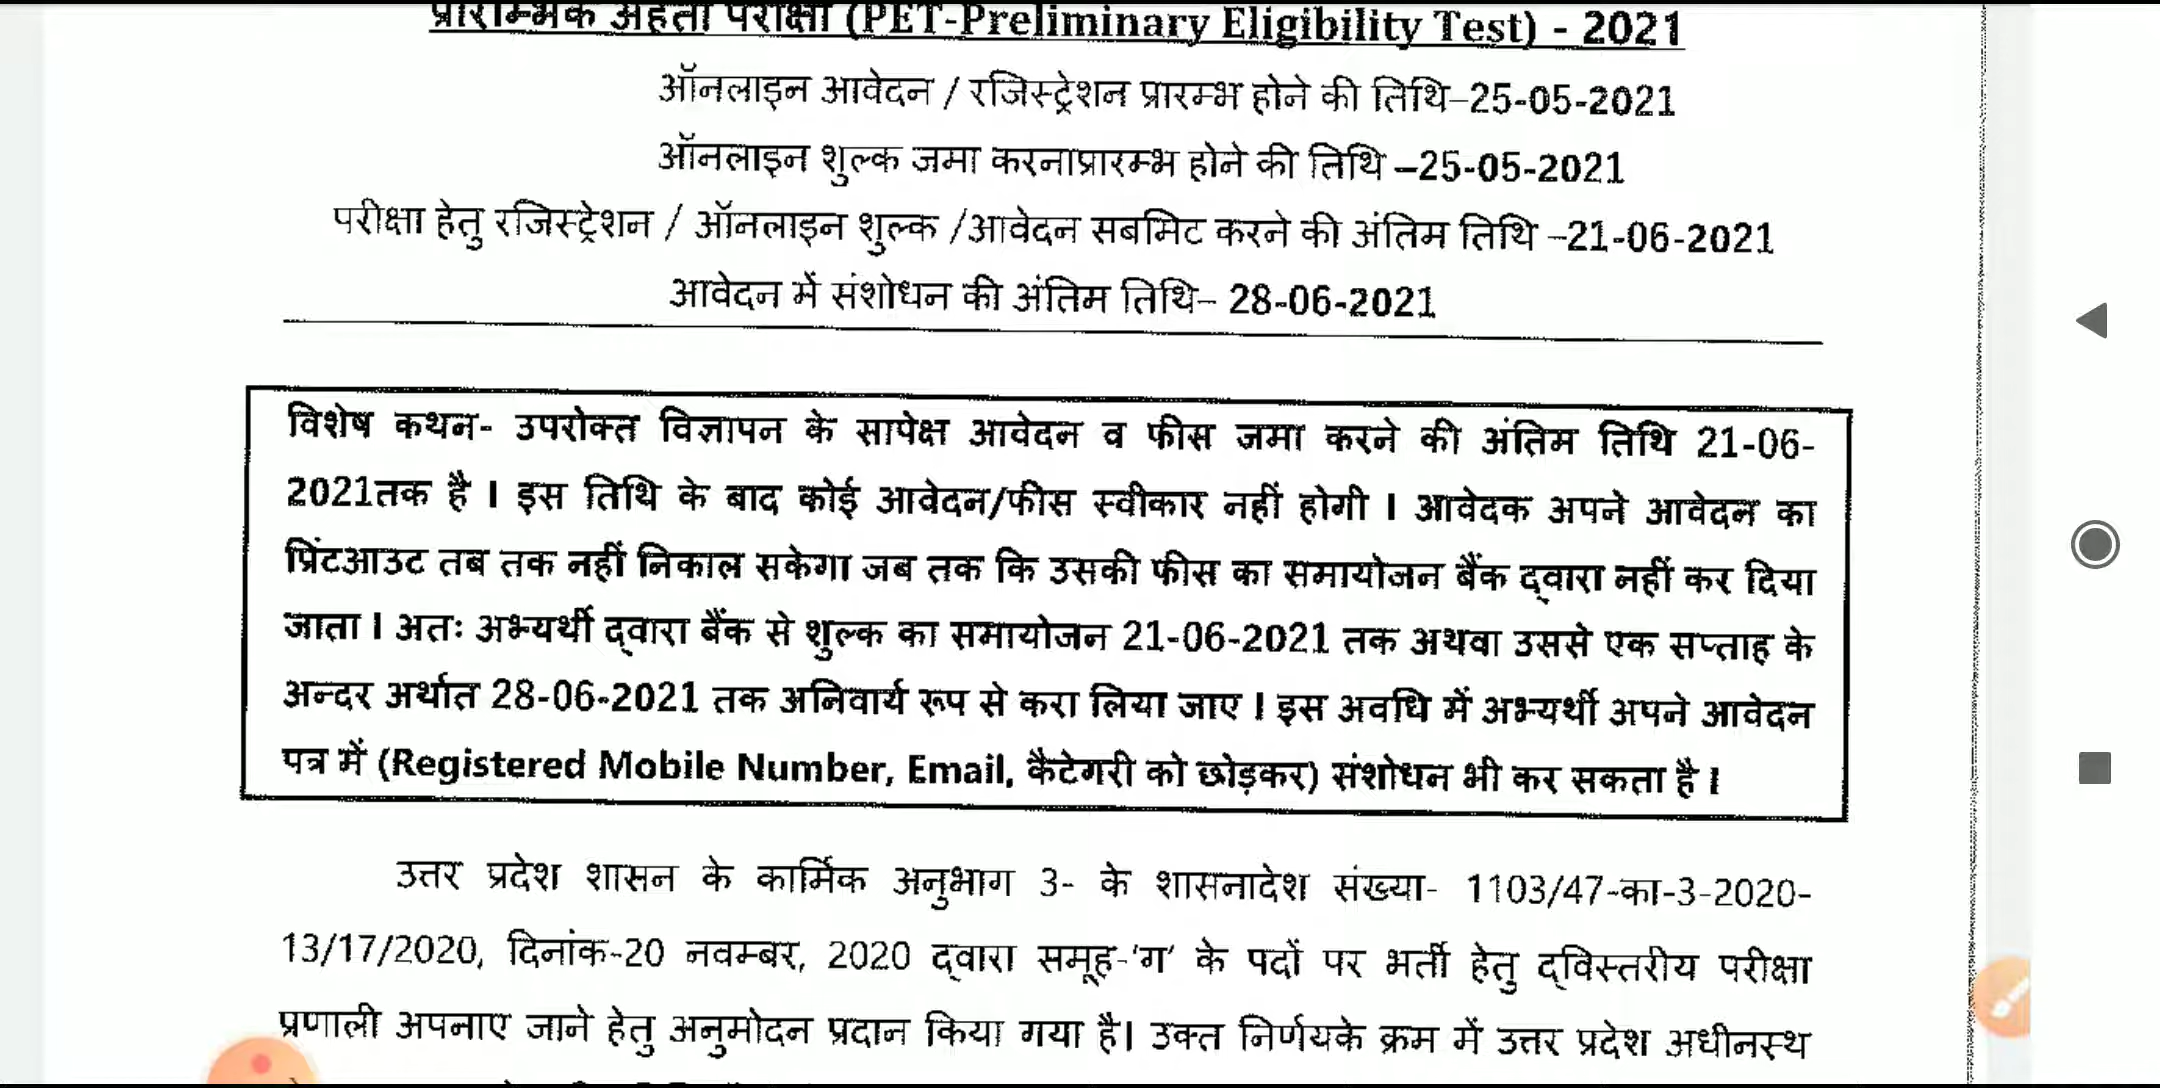 प्रारम्भिक अर्हता परीक्षा (PET-Preliminary Eligibility Test) - 2021
ऑनलाइन आवेदन / रजिस्ट्रेशन प्रारम्भ होने की तिथि–25-05-2021
ऑनलाइन शुल्क जमा करनाप्रारम्भ होने की तिथि –25-05-2021
परीक्षा हेतु रजिस्ट्रेशन / ऑनलाइन शुल्क /आवेदन सबमिट करने की अंतिम तिथि –21-06-2021
आवेदन में संशोधन की अंतिम तिथि– 28-06-2021
विशेष कथन- उपरोक्त विज्ञापन के सापेक्ष आवेदन व फीस जमा करने की अंतिम तिथि 21-06-
2021तक है । इस तिथि के बाद कोई आवेदन/फीस स्वीकार नहीं होगी । आवेदक अपने आवेदन का
प्रिंटआउट तब तक नहीं निकाल सकेगा जब तक कि उसकी फीस का समायोजन बैंक द्वारा नहीं कर दिया
जाता । अतः अभ्यर्थी द्वारा बैंक से शुल्क का समायोजन 21-06-2021 तक अथवा उससे एक सप्ताह के
अन्दर अर्थात 28-06-2021 तक अनिवार्य रूप से करा लिया जाए । इस अवधि में अभ्यर्थी अपने आवेदन
पत्र में (Registered Mobile Number, Email, कैटेगरी को छोड़कर) संशोधन भी कर सकता है ।
उत्तर प्रदेश शासन के कार्मिक अनुभाग 3- के शासनादेश संख्या- 1103/47-का-3-2020-
13/17/2020, दिनांक-20 नवम्बर, 2020 द्वारा समूह-'ग' के पदों पर भर्ती हेतु द्विस्तरीय परीक्षा
प्रणाली अपनाए जाने हेतु अनुमोदन प्रदान किया गया है। उक्त निर्णयके क्रम में उत्तर प्रदेश अधीनस्थ